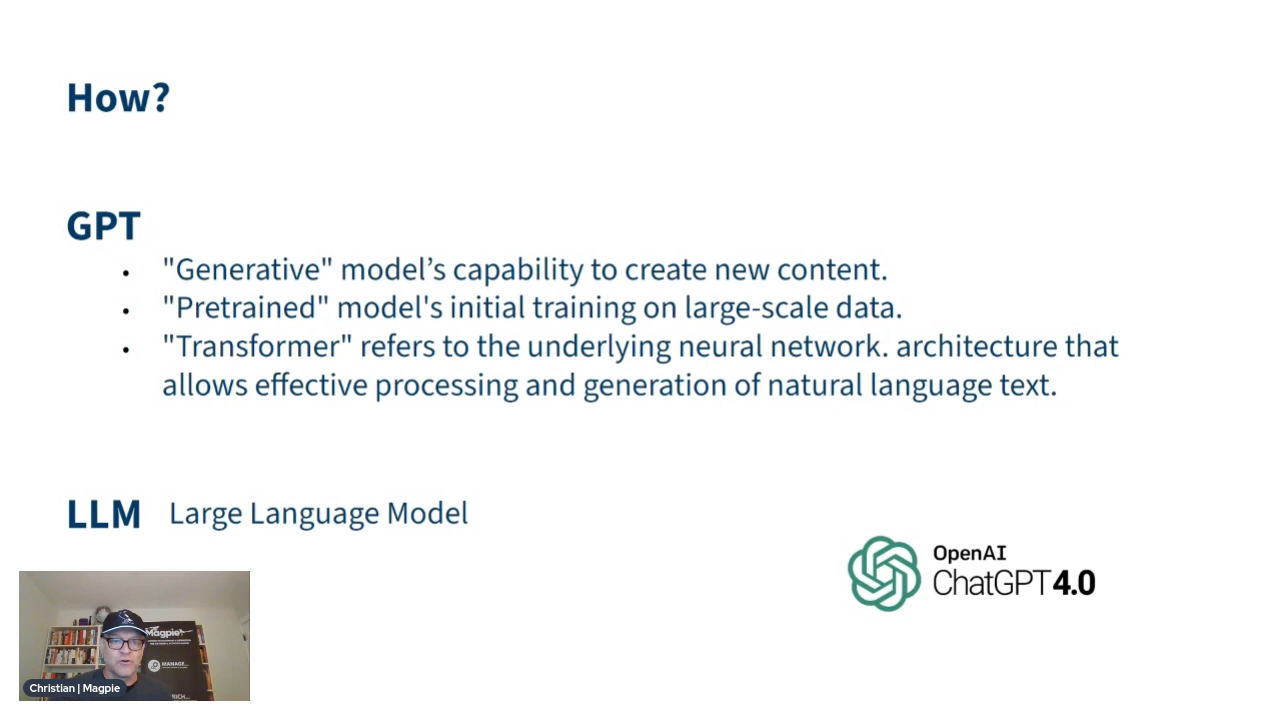 How?
GPT
• "Generative" model’s capability to create new content.
• "Pretrained" model's initial training on large-scale data.
• "Transformer" refers to the underlying neural network. architecture that
allows effective processing and generation of natural language text.
LLM Large Language Model
OpenAI
ChatGPT4.0
Magpie
MANAGE
Christian | Magpie